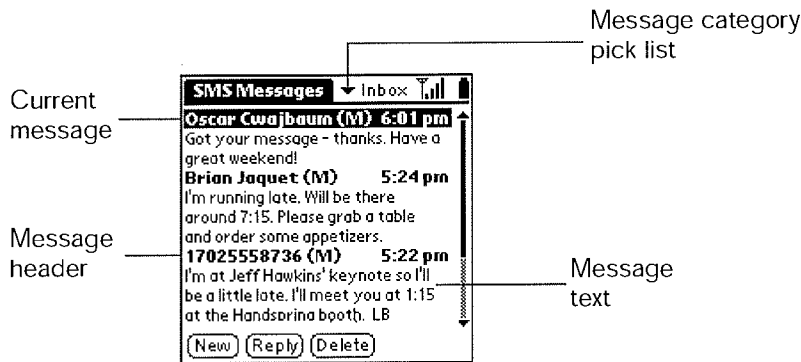 Message category
pick list
Current
message
SMS Messages Inbox
Oscar Cwajbaum (M) 6:01 pm
Got your message - thanks. Have a
great weekend!
Brian Jaquet (M) 5:24 pm
I'm running late. Will be there
around 7:15. Please grab a table
and order some appetizers.
Message
header
17025558736 (M) 5:22 pm
I'm at Jeff Hawkins' keynote so I'll
be a little late. I'll meet you at 1:15
at the Handspring booth. LB
Message
text
New Reply Delete